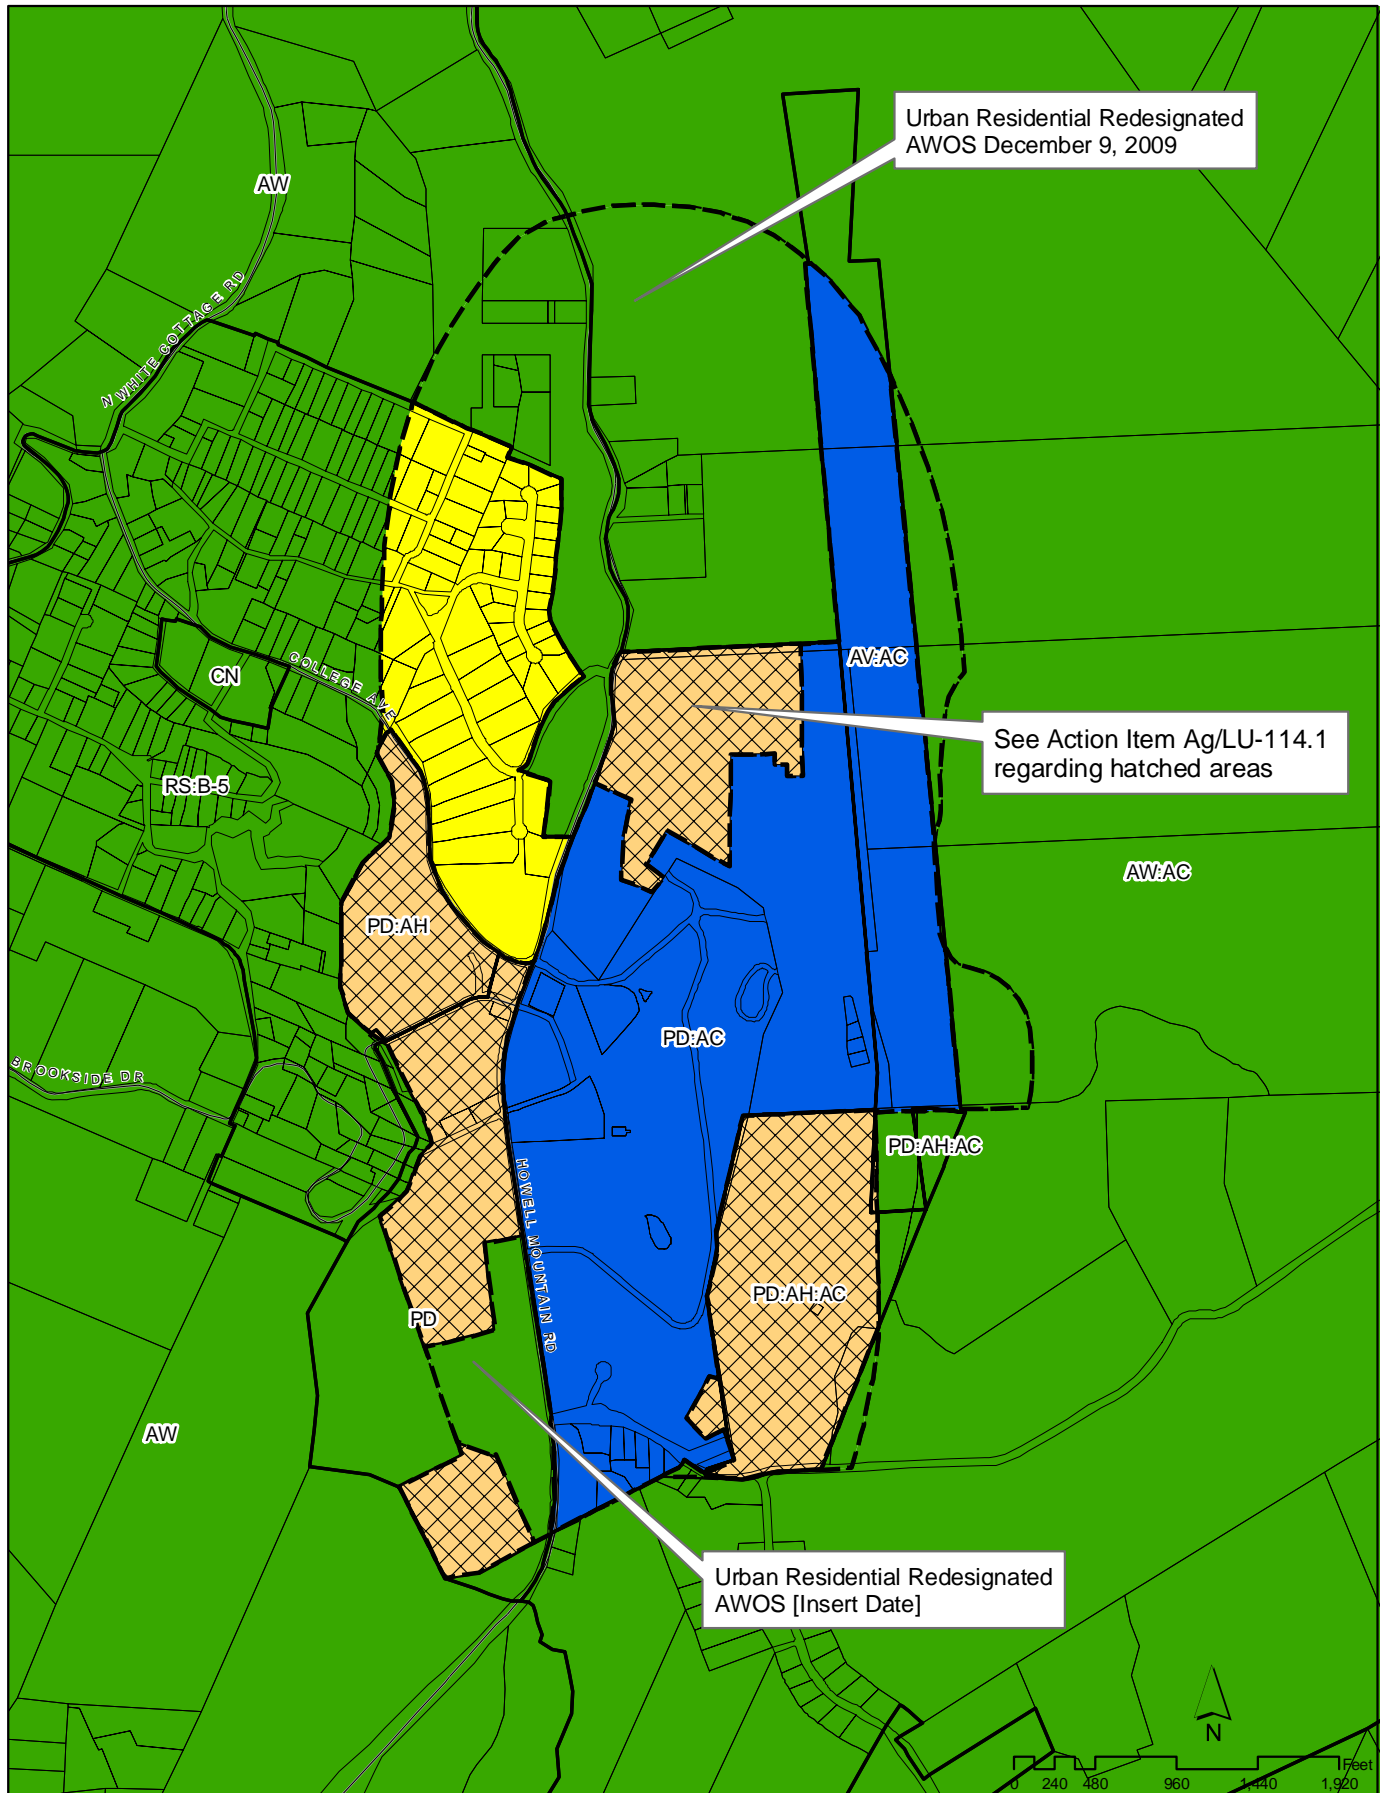 Urban Residential Redesignated
AWOS December 9, 2009
AW
N WHITE COTTAGE RD
CN
COLLEGE AVE
AV:AC
See Action Item Ag/LU-114.1
regarding hatched areas
RS:B-5
AW:AC
PD:AH
PD:AC
BROOKSIDE DR
PD:AH:AC
HOWELL MOUNTAIN RD
PD:AH:AC
PD
AW
Urban Residential Redesignated
AWOS [Insert Date]
N
Feet
0 240 480 960 1,440 1,920